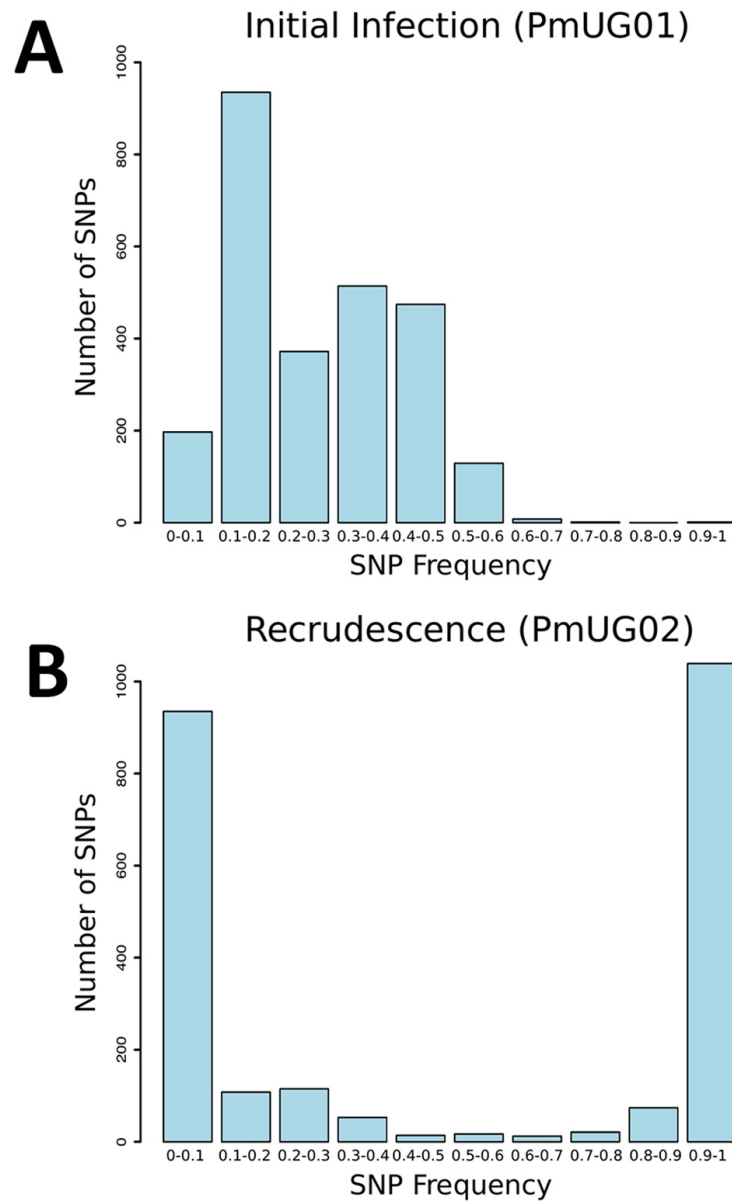 A
Initial Infection (PmUG01)
Number of SNPs
1000
800
600
400
200
0
0-0.1 0.1-0.2 0.2-0.3 0.3-0.4 0.4-0.5 0.5-0.6 0.6-0.7 0.7-0.8 0.8-0.9 0.9-1
SNP Frequency
B
Recrudescence (PmUG02)
Number of SNPs
1000
800
600
400
200
0
0-0.1 0.1-0.2 0.2-0.3 0.3-0.4 0.4-0.5 0.5-0.6 0.6-0.7 0.7-0.8 0.8-0.9 0.9-1
SNP Frequency